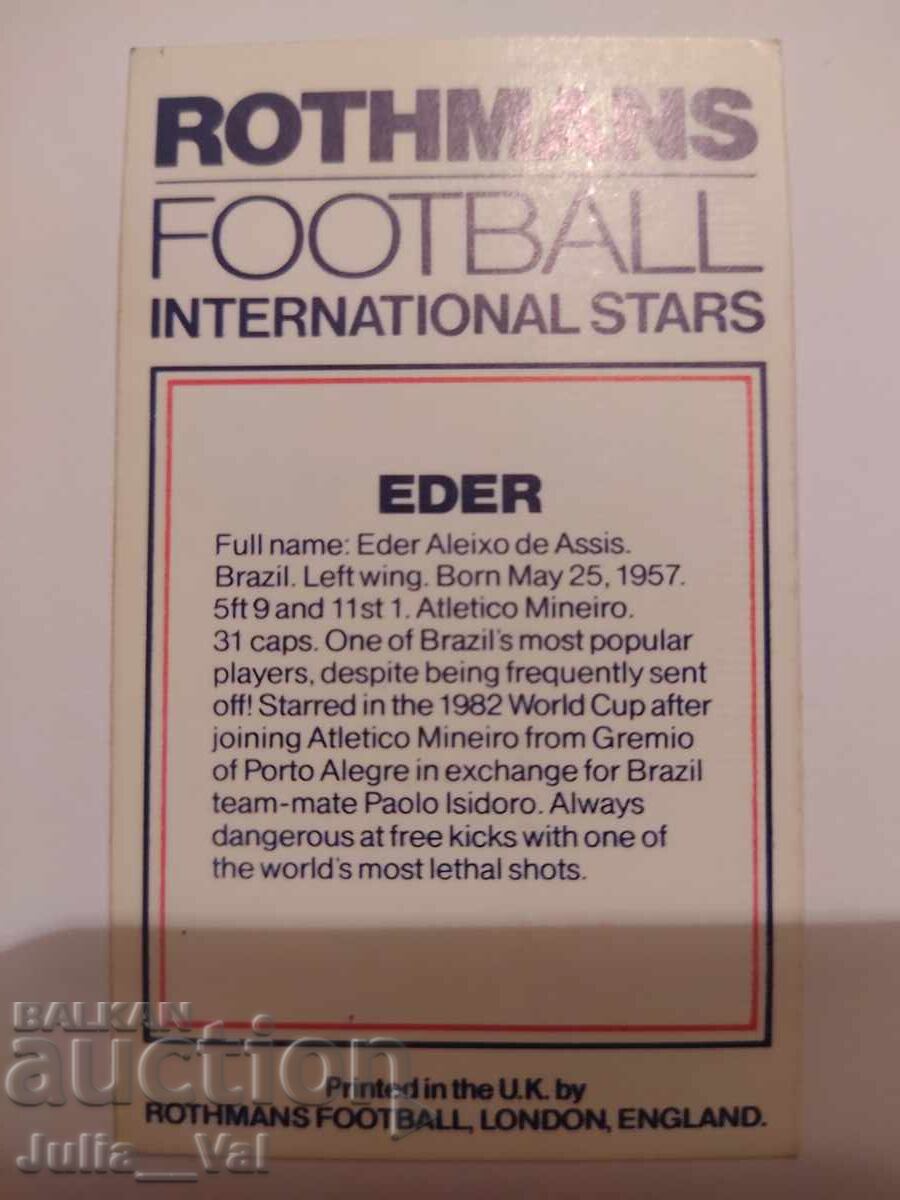 ROTHMANS
FOOTBALL
INTERNATIONAL STARS
EDER
Full name: Eder Aleixo de Assis.
Brazil. Left wing. Born May 25, 1957.
5ft 9 and 11st 1. Atletico Mineiro.
31 caps. One of Brazil's most popular
players, despite being frequently sent
off! Starred in the 1982 World Cup after
joining Atletico Mineiro from Gremio
of Porto Alegre in exchange for Brazil
team-mate Paolo Isidoro. Always
dangerous at free kicks with one of
the world's most lethal shots.
BALKAN
auction
Printed in the U.K. by
ROTHMANS FOOTBALL, LONDON, ENGLAND.
Julia__Val